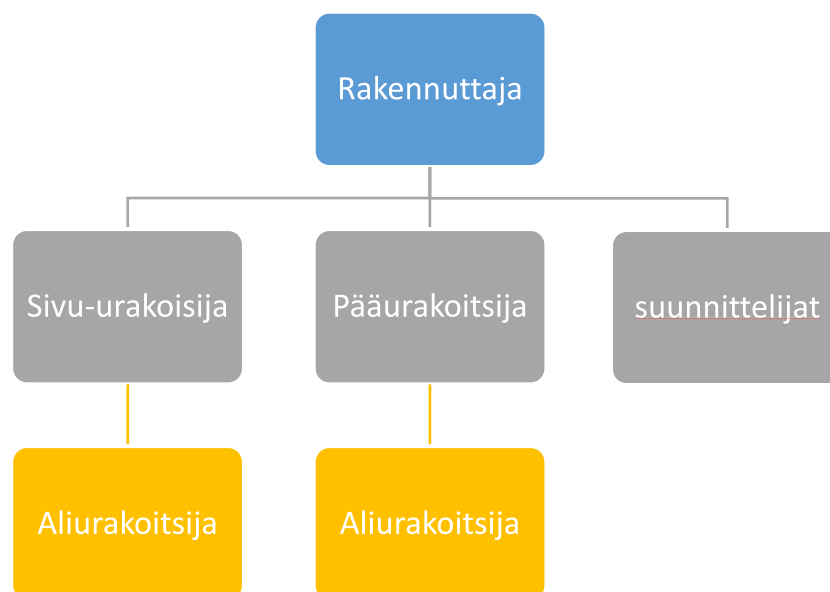 Rakennuttaja
Sivu-urakoisija
Pääurakoitsija
suunnittelijat
Aliurakoitsija
Aliurakoitsija